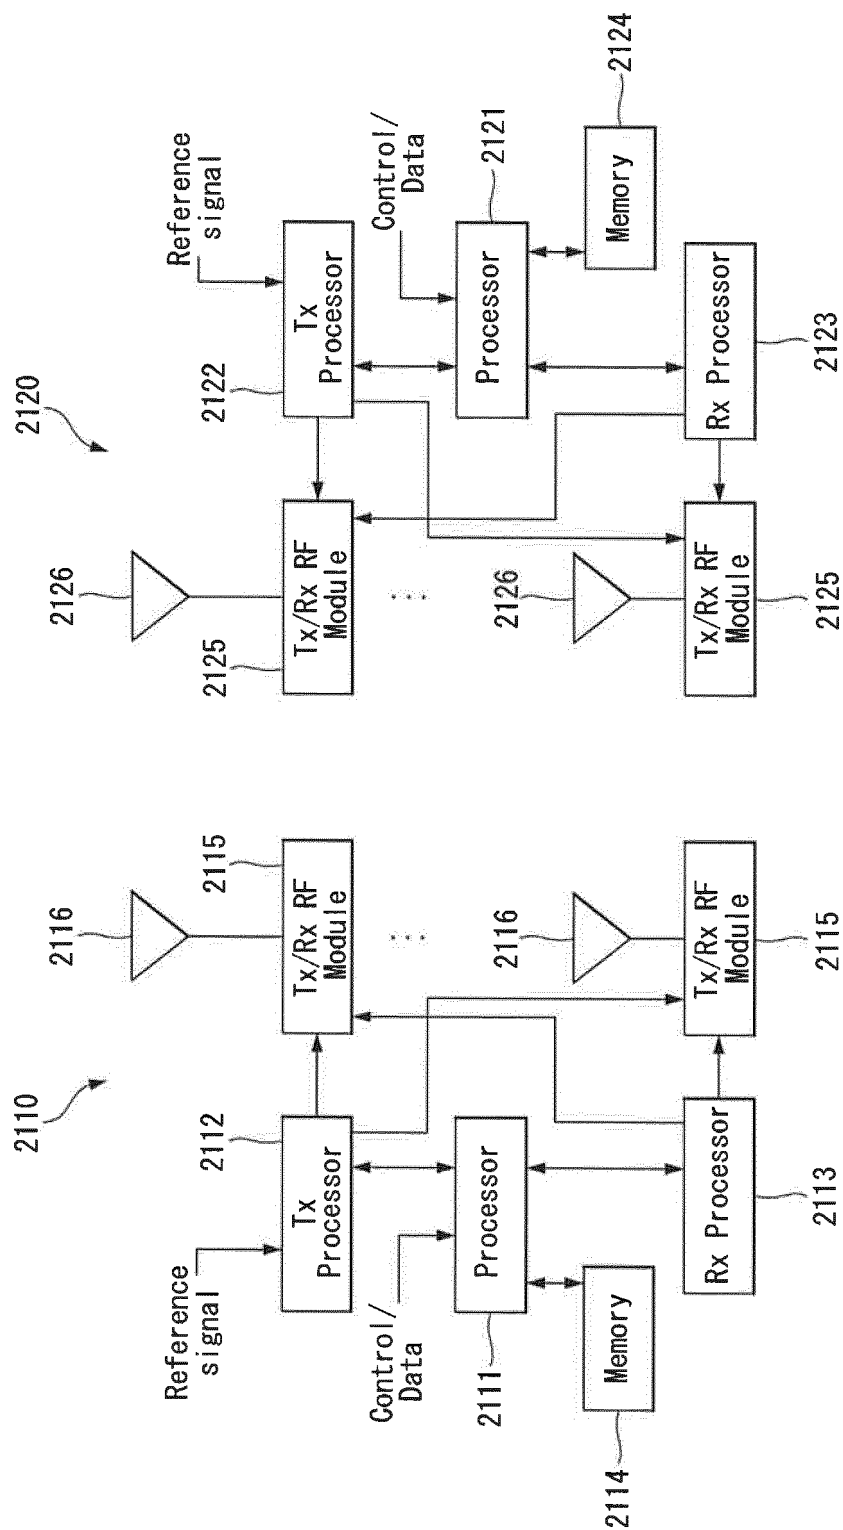 2110
2120
2116
2126
Reference
signal
2112
Tx
Processor
2115
Tx/Rx RF
Module
2125
Tx/Rx RF
Module
2122
Tx
Processor
Reference
signal
Control/
Data
2111
Processor
...
...
Control/
Data
Processor
2121
2116
2126
2114
Memory
Memory
2124
Rx Processor
2113
Tx/Rx RF
Module
2115
Tx/Rx RF
Module
2125
Rx Processor
2123